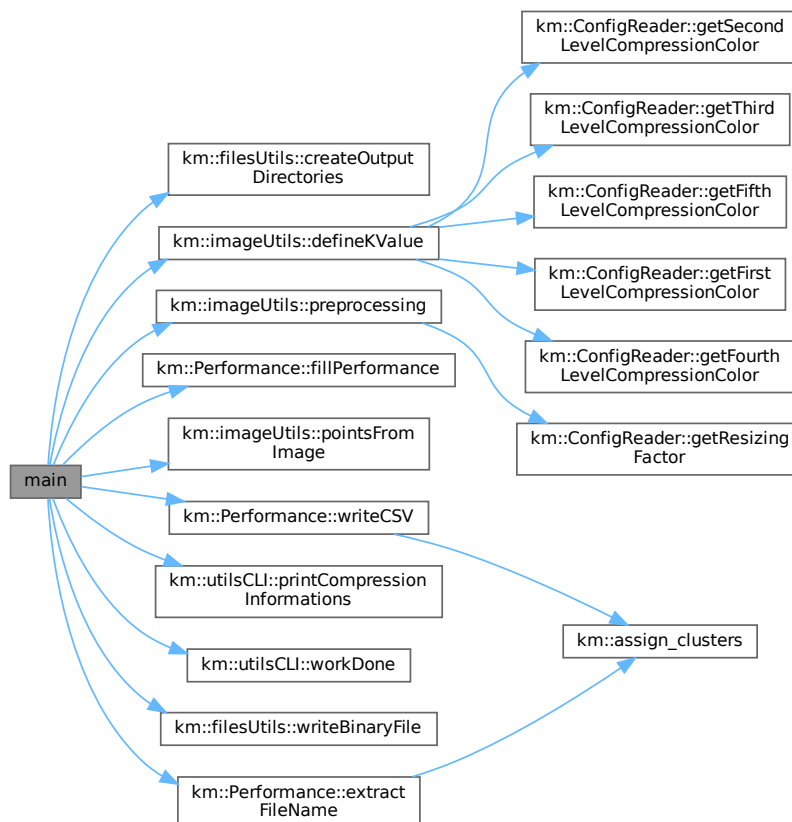 main
km::filesUtils::createOutput
Directories
km::imageUtils::defineKValue
km::imageUtils::preprocessing
km::Performance::fillPerformance
km::imageUtils::pointsFrom
Image
km::Performance::writeCSV
km::utilsCLI::printCompression
Informations
km::utilsCLI::workDone
km::filesUtils::writeBinaryFile
km::Performance::extract
FileName
km::ConfigReader::getSecond
LevelCompressionColor
km::ConfigReader::getThird
LevelCompressionColor
km::ConfigReader::getFifth
LevelCompressionColor
km::ConfigReader::getFirst
LevelCompressionColor
km::ConfigReader::getFourth
LevelCompressionColor
km::ConfigReader::getResizing
Factor
km::assign_clusters